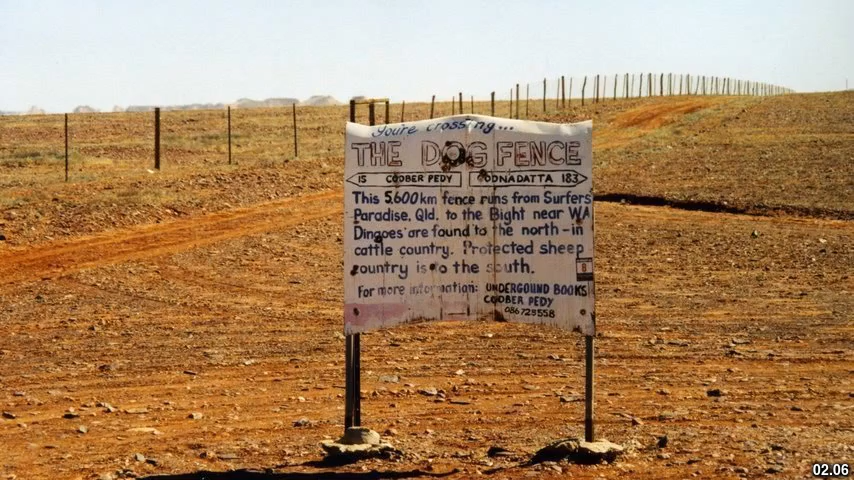 You're crossing...
THE DOG FENCE
15 COOBER PEDY OODNADATTA 183
This 5,600km fence runs from Surfers
Paradise, Qld. to the Bight near WA
Dingoes are found to the north-in
cattle country. Protected sheep
country is to the south.
8
For more information: UNDERGOUND BOOKS
COOBER PEDY
086725558
02.06